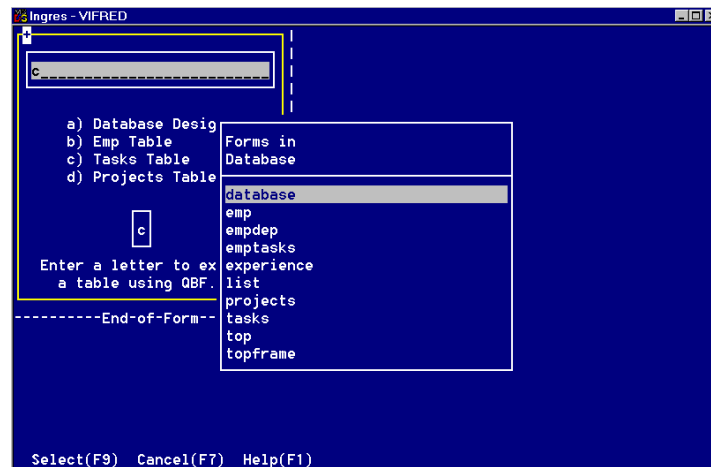 Ingres - VIFRED
c_________________________
a) Database Desig
b) Emp Table
c) Tasks Table
d) Projects Table
c
Enter a letter to ex
a table using QBF.
----------End-of-Form--
Forms in
Database
database
emp
empdep
emptasks
experience
list
projects
tasks
top
topframe
Select(F9) Cancel(F7) Help(F1)